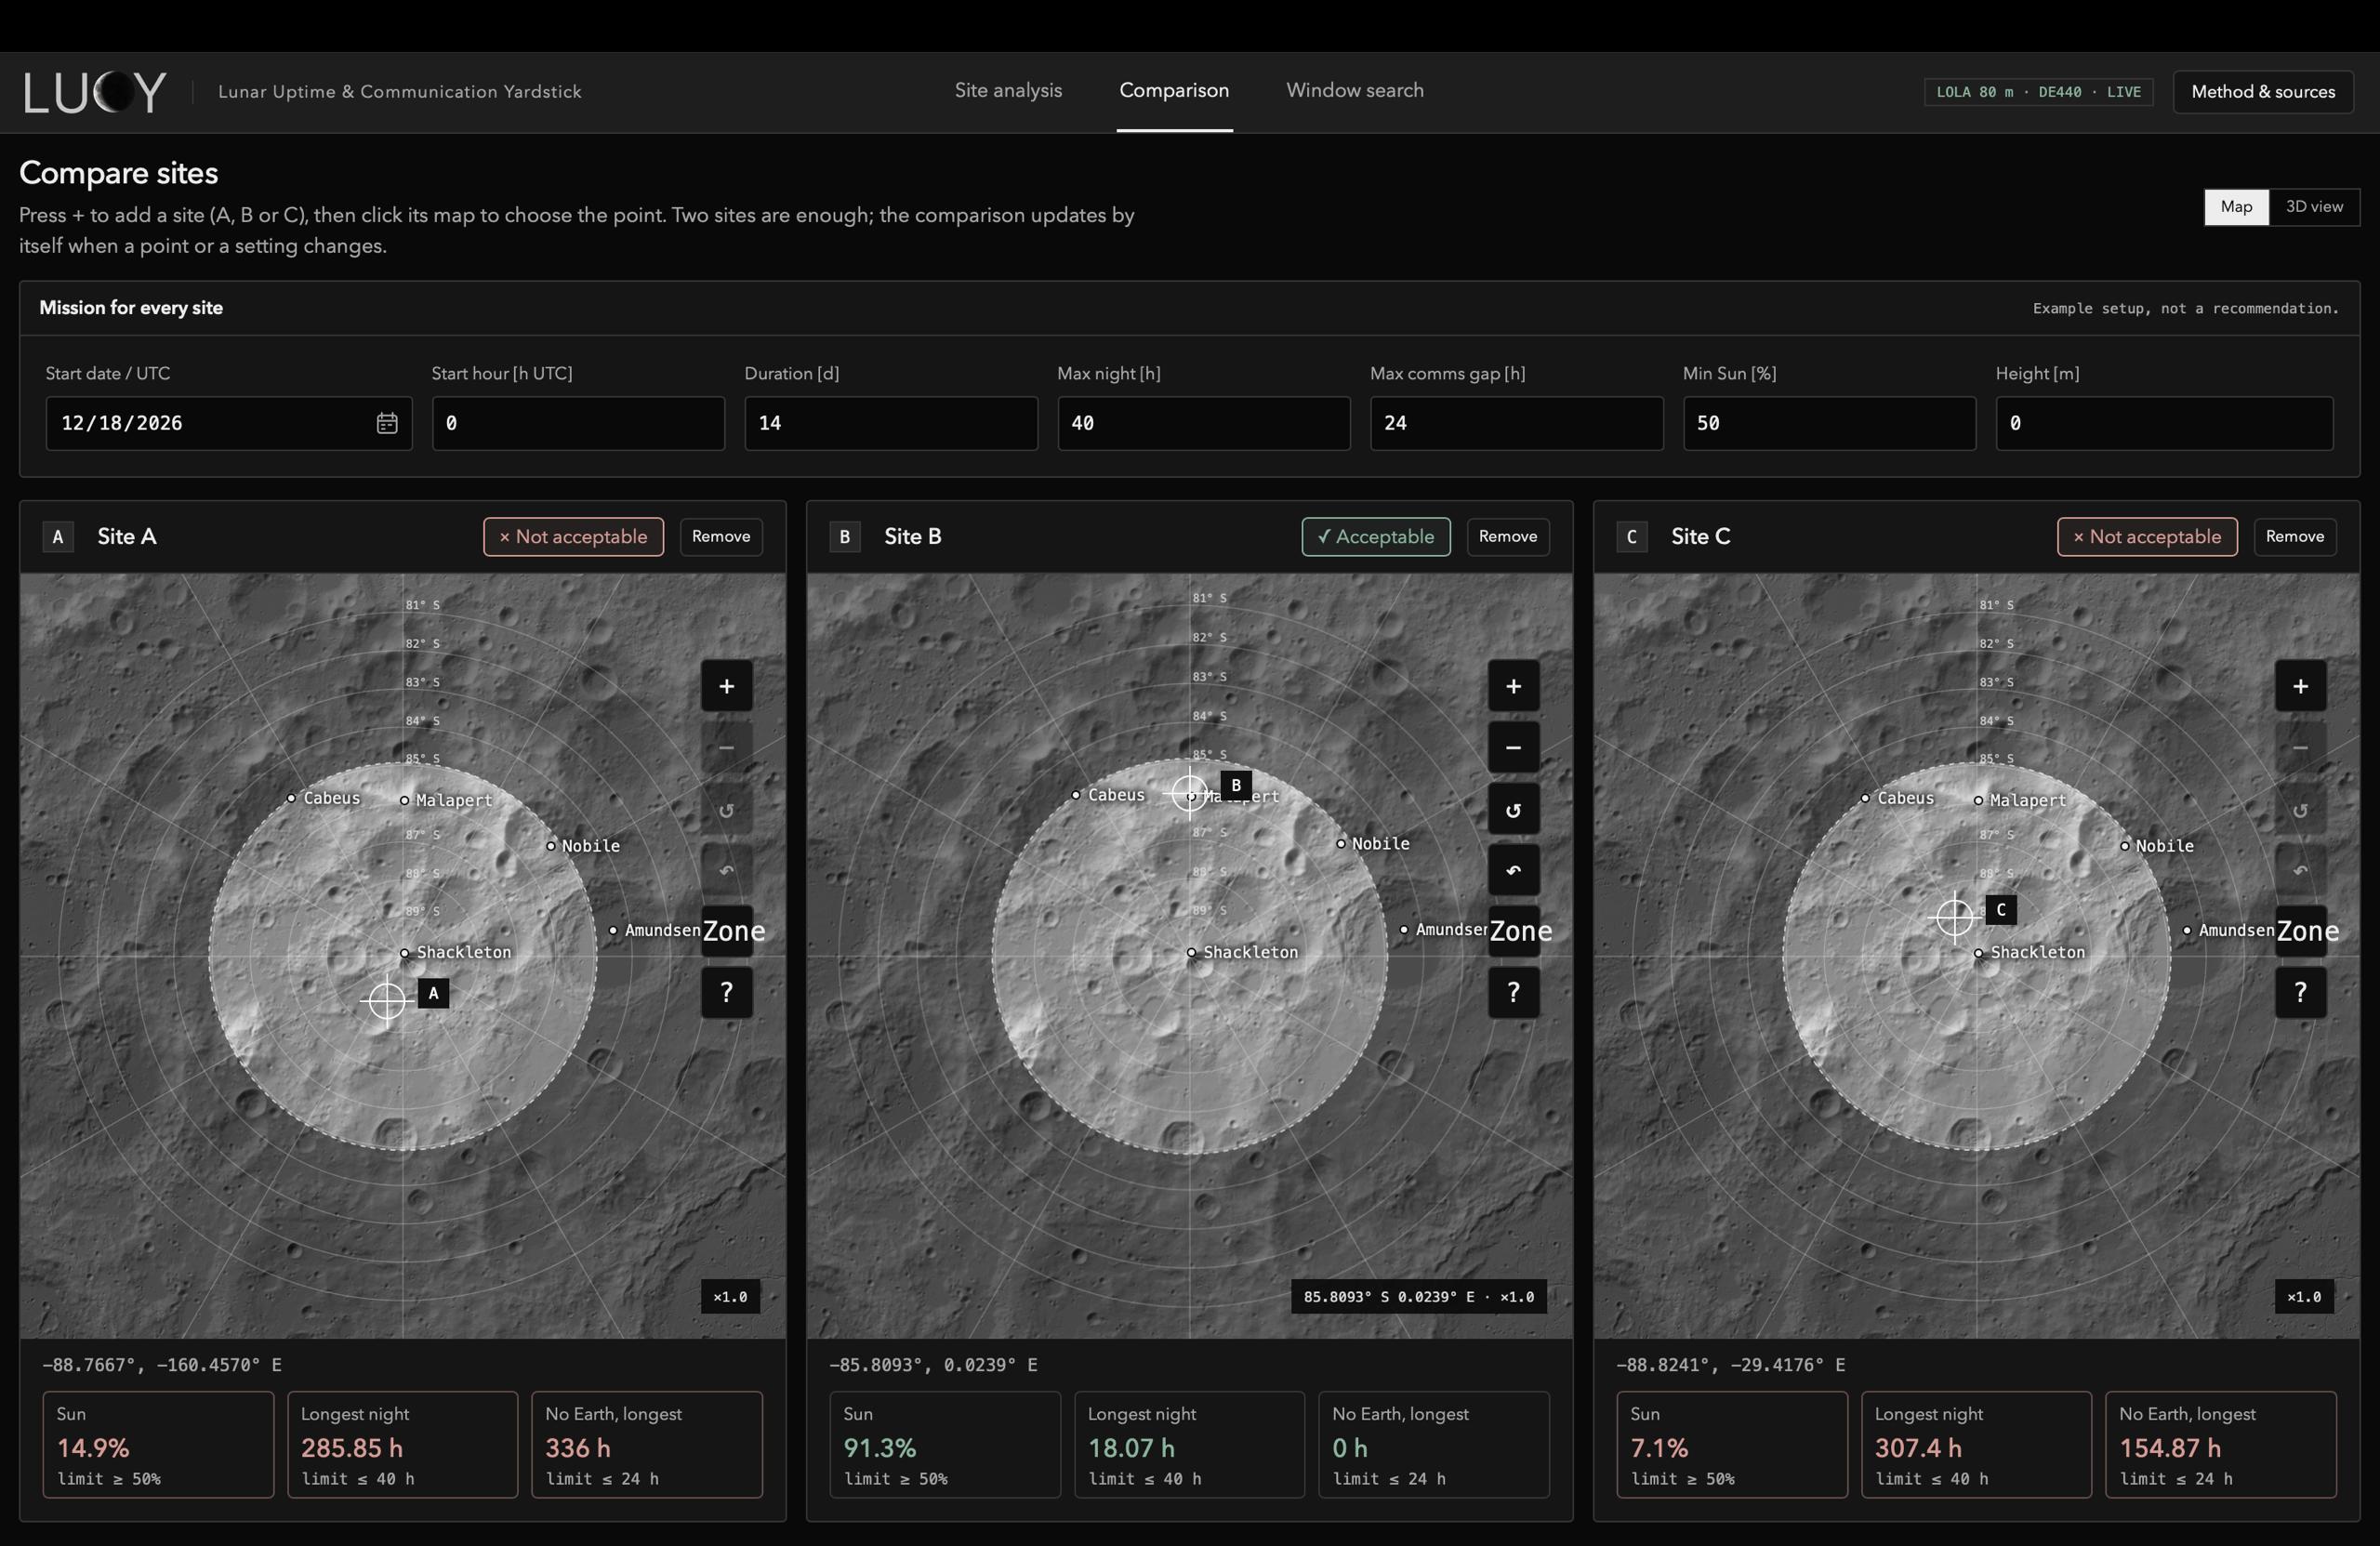 LUCY
Lunar Uptime & Communication Yardstick
Site analysis
Comparison
Window search
LOLA 80 m · DE440 · LIVE
Method & sources
Compare sites
Press + to add a site (A, B or C), then click its map to choose the point. Two sites are enough; the comparison updates by
itself when a point or a setting changes.
Map
3D view
Mission for every site
Example setup, not a recommendation.
Start date / UTC
Start hour [h UTC]
Duration [d]
Max night [h]
Max comms gap [h]
Min Sun [%]
Height [m]
12/18/2026
0
14
40
24
50
0
A
Site A
× Not acceptable
Remove
81° S
82° S
83° S
84° S
85° S
Cabeus
Malapert
87° S
Nobile
88° S
89° S
Amundsen
Shackleton
A
+
−
↺
↶
Zone
?
×1.0
−88.7667°, −160.4570° E
Sun
14.9%
limit ≥ 50%
Longest night
285.85 h
limit ≤ 40 h
No Earth, longest
336 h
limit ≤ 24 h
B
Site B
✓ Acceptable
Remove
81° S
82° S
83° S
84° S
85° S
B
Cabeus
87° S
Nobile
88° S
89° S
Shackleton
+
−
↺
↶
Zone
?
85.8093° S 0.0239° E · ×1.0
−85.8093°, 0.0239° E
Sun
91.3%
limit ≥ 50%
Longest night
18.07 h
limit ≤ 40 h
No Earth, longest
0 h
limit ≤ 24 h
C
Site C
× Not acceptable
Remove
81° S
82° S
83° S
84° S
85° S
Cabeus
Malapert
87° S
Nobile
88° S
C
Amundsen
Shackleton
+
−
↺
↶
Zone
?
×1.0
−88.8241°, −29.4176° E
Sun
7.1%
limit ≥ 50%
Longest night
307.4 h
limit ≤ 40 h
No Earth, longest
154.87 h
limit ≤ 24 h